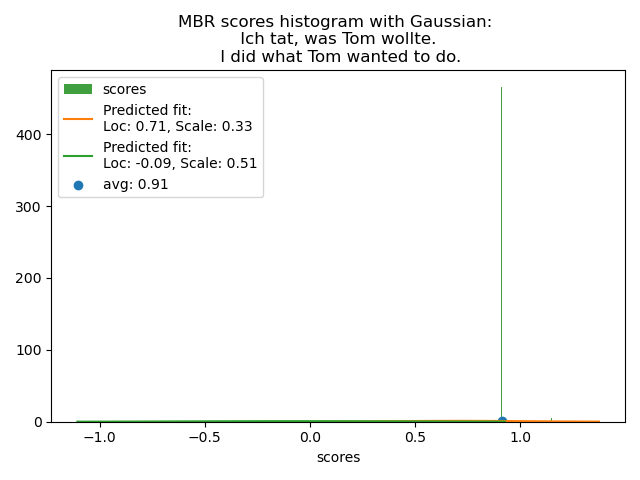 MBR scores histogram with Gaussian:
Ich tat, was Tom wollte.
I did what Tom wanted to do.
scores
Predicted fit:
Loc: 0.71, Scale: 0.33
Predicted fit:
Loc: -0.09, Scale: 0.51
avg: 0.91
400
300
200
100
0
−1.0 −0.5 0.0 0.5 1.0
scores